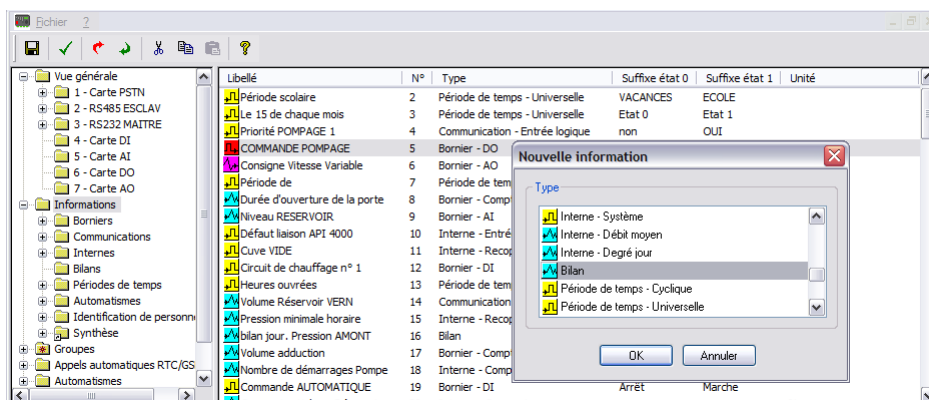 Fichier ?
Vue générale
1 - Carte PSTN
2 - RS485 ESCLAV
3 - RS232 MAITRE
4 - Carte DI
5 - Carte AI
6 - Carte DO
7 - Carte AO
Informations
Borniers
Communications
Internes
Bilans
Périodes de temps
Automatismes
Identification de personn
Synthèse
Groupes
Appels automatiques RTC/GS
Automatismes
Libellé N° Type Suffixe état 0 Suffixe état 1 Unité
Période scolaire 2 Période de temps - Universelle VACANCES ECOLE
Le 15 de chaque mois 3 Période de temps - Universelle Etat 0 Etat 1
Priorité POMPAGE 1 4 Communication - Entrée logique non OUI
COMMANDE POMPAGE 5 Bornier - DO
Consigne Vitesse Variable 6 Bornier - AO
Période de 7 Période de tem
Durée d'ouverture de la porte 8 Bornier - Comp
Niveau RESERVOIR 9 Bornier - AI
Défaut liaison API 4000 10 Interne - Entré
Cuve VIDE 11 Interne - Recop
Circuit de chauffage n° 1 12 Bornier - DI
Heures ouvrées 13 Période de tem
Volume Réservoir VERN 14 Communication
Pression minimale horaire 15 Interne - Recop
bilan jour. Pression AMONT 16 Bilan
Volume adduction 17 Bornier - Comp
Nombre de démarrages Pompe 18 Interne - Comp
Commande AUTOMATIQUE 19 Bornier - DI Arrêt Marche
Nouvelle information
Type
Interne - Système
Interne - Débit moyen
Interne - Degré jour
Bilan
Période de temps - Cyclique
Période de temps - Universelle
OK Annuler